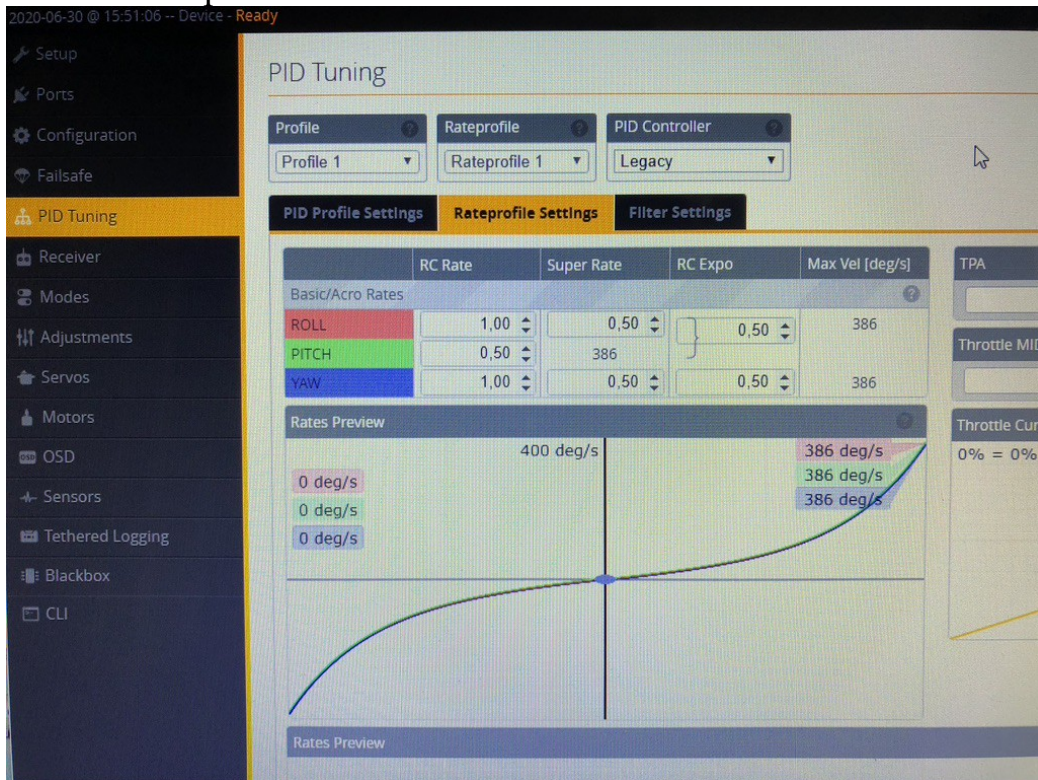 2020-06-30 @ 15:51:06 -- Device - Ready
Setup
Ports
Configuration
Failsafe
PID Tuning
Receiver
Modes
Adjustments
Servos
Motors
OSD
Sensors
Tethered Logging
Blackbox
CLI
PID Tuning
Profile ? Rateprofile ? PID Controller ?
Profile 1 Rateprofile 1 Legacy
PID Profile Settings Rateprofile Settings Filter Settings
RC Rate Super Rate RC Expo Max Vel [deg/s]
Basic/Acro Rates ?
ROLL 1,00 0,50 0,50 386
PITCH 0,50 386
YAW 1,00 0,50 0,50 386
Rates Preview ?
400 deg/s
0 deg/s
0 deg/s
0 deg/s
386 deg/s
386 deg/s
386 deg/s
Rates Preview
TPA
Throttle MID
Throttle Cur
0% = 0%